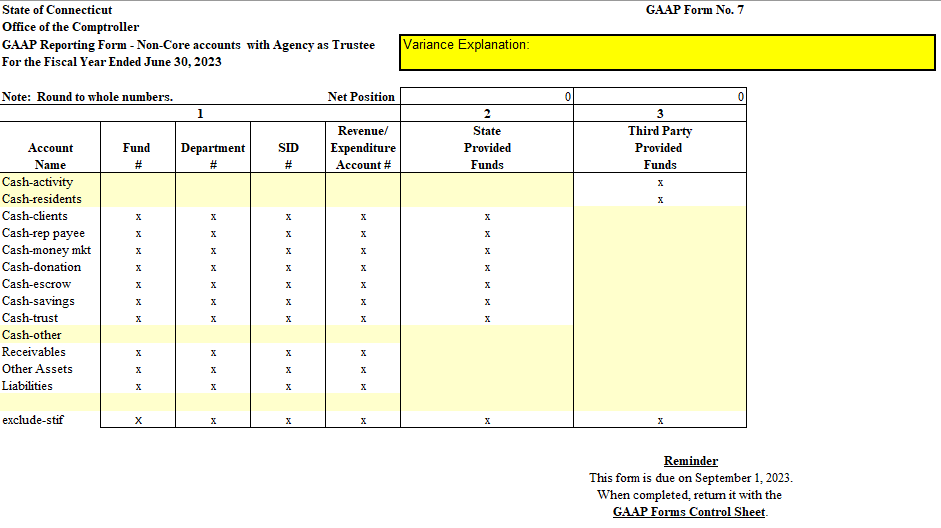 State of Connecticut GAAP Form No. 7
Office of the Comptroller
GAAP Reporting Form - Non-Core accounts with Agency as Trustee
Variance Explanation:
For the Fiscal Year Ended June 30, 2023
Note: Round to whole numbers. Net Position 0 0
1 2 3
Revenue/ State Third Party
Account Fund Department SID Expenditure Provided Provided
Name # # # Account # Funds Funds
Cash-activity x
Cash-residents x
Cash-clients x x x x x
Cash-rep payee x x x x x
Cash-money mkt x x x x x
Cash-donation x x x x x
Cash-escrow x x x x x
Cash-savings x x x x x
Cash-trust x x x x x
Cash-other
Receivables x x x x
Other Assets x x x x
Liabilities x x x x
exclude-stif x x x x x x
Reminder
This form is due on September 1, 2023.
When completed, return it with the
GAAP Forms Control Sheet.